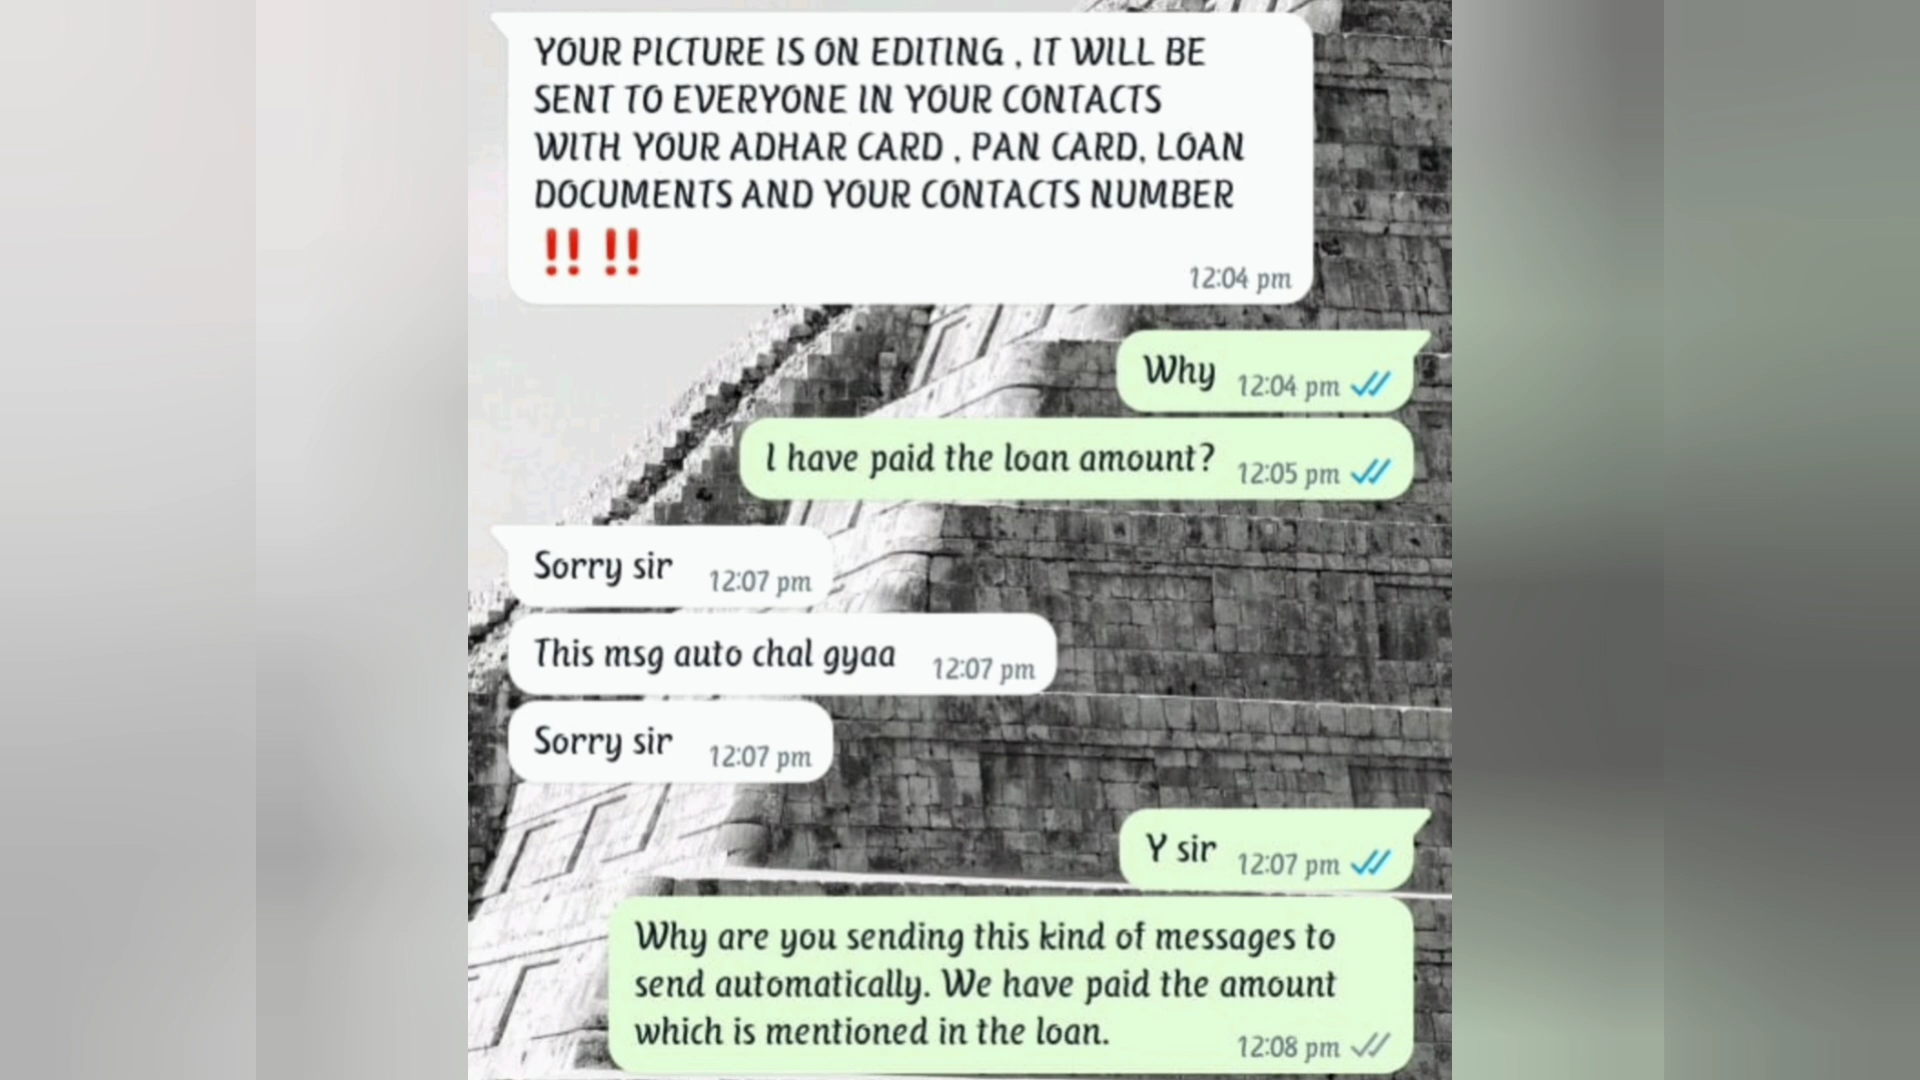 YOUR PICTURE IS ON EDITING , IT WILL BE
SENT TO EVERYONE IN YOUR CONTACTS
WITH YOUR ADHAR CARD , PAN CARD, LOAN
DOCUMENTS AND YOUR CONTACTS NUMBER
‼️ ‼️
12:04 pm
Why 12:04 pm
I have paid the loan amount? 12:05 pm
Sorry sir 12:07 pm
This msg auto chal gyaa 12:07 pm
Sorry sir 12:07 pm
Y sir 12:07 pm
Why are you sending this kind of messages to
send automatically. We have paid the amount
which is mentioned in the loan.
12:08 pm